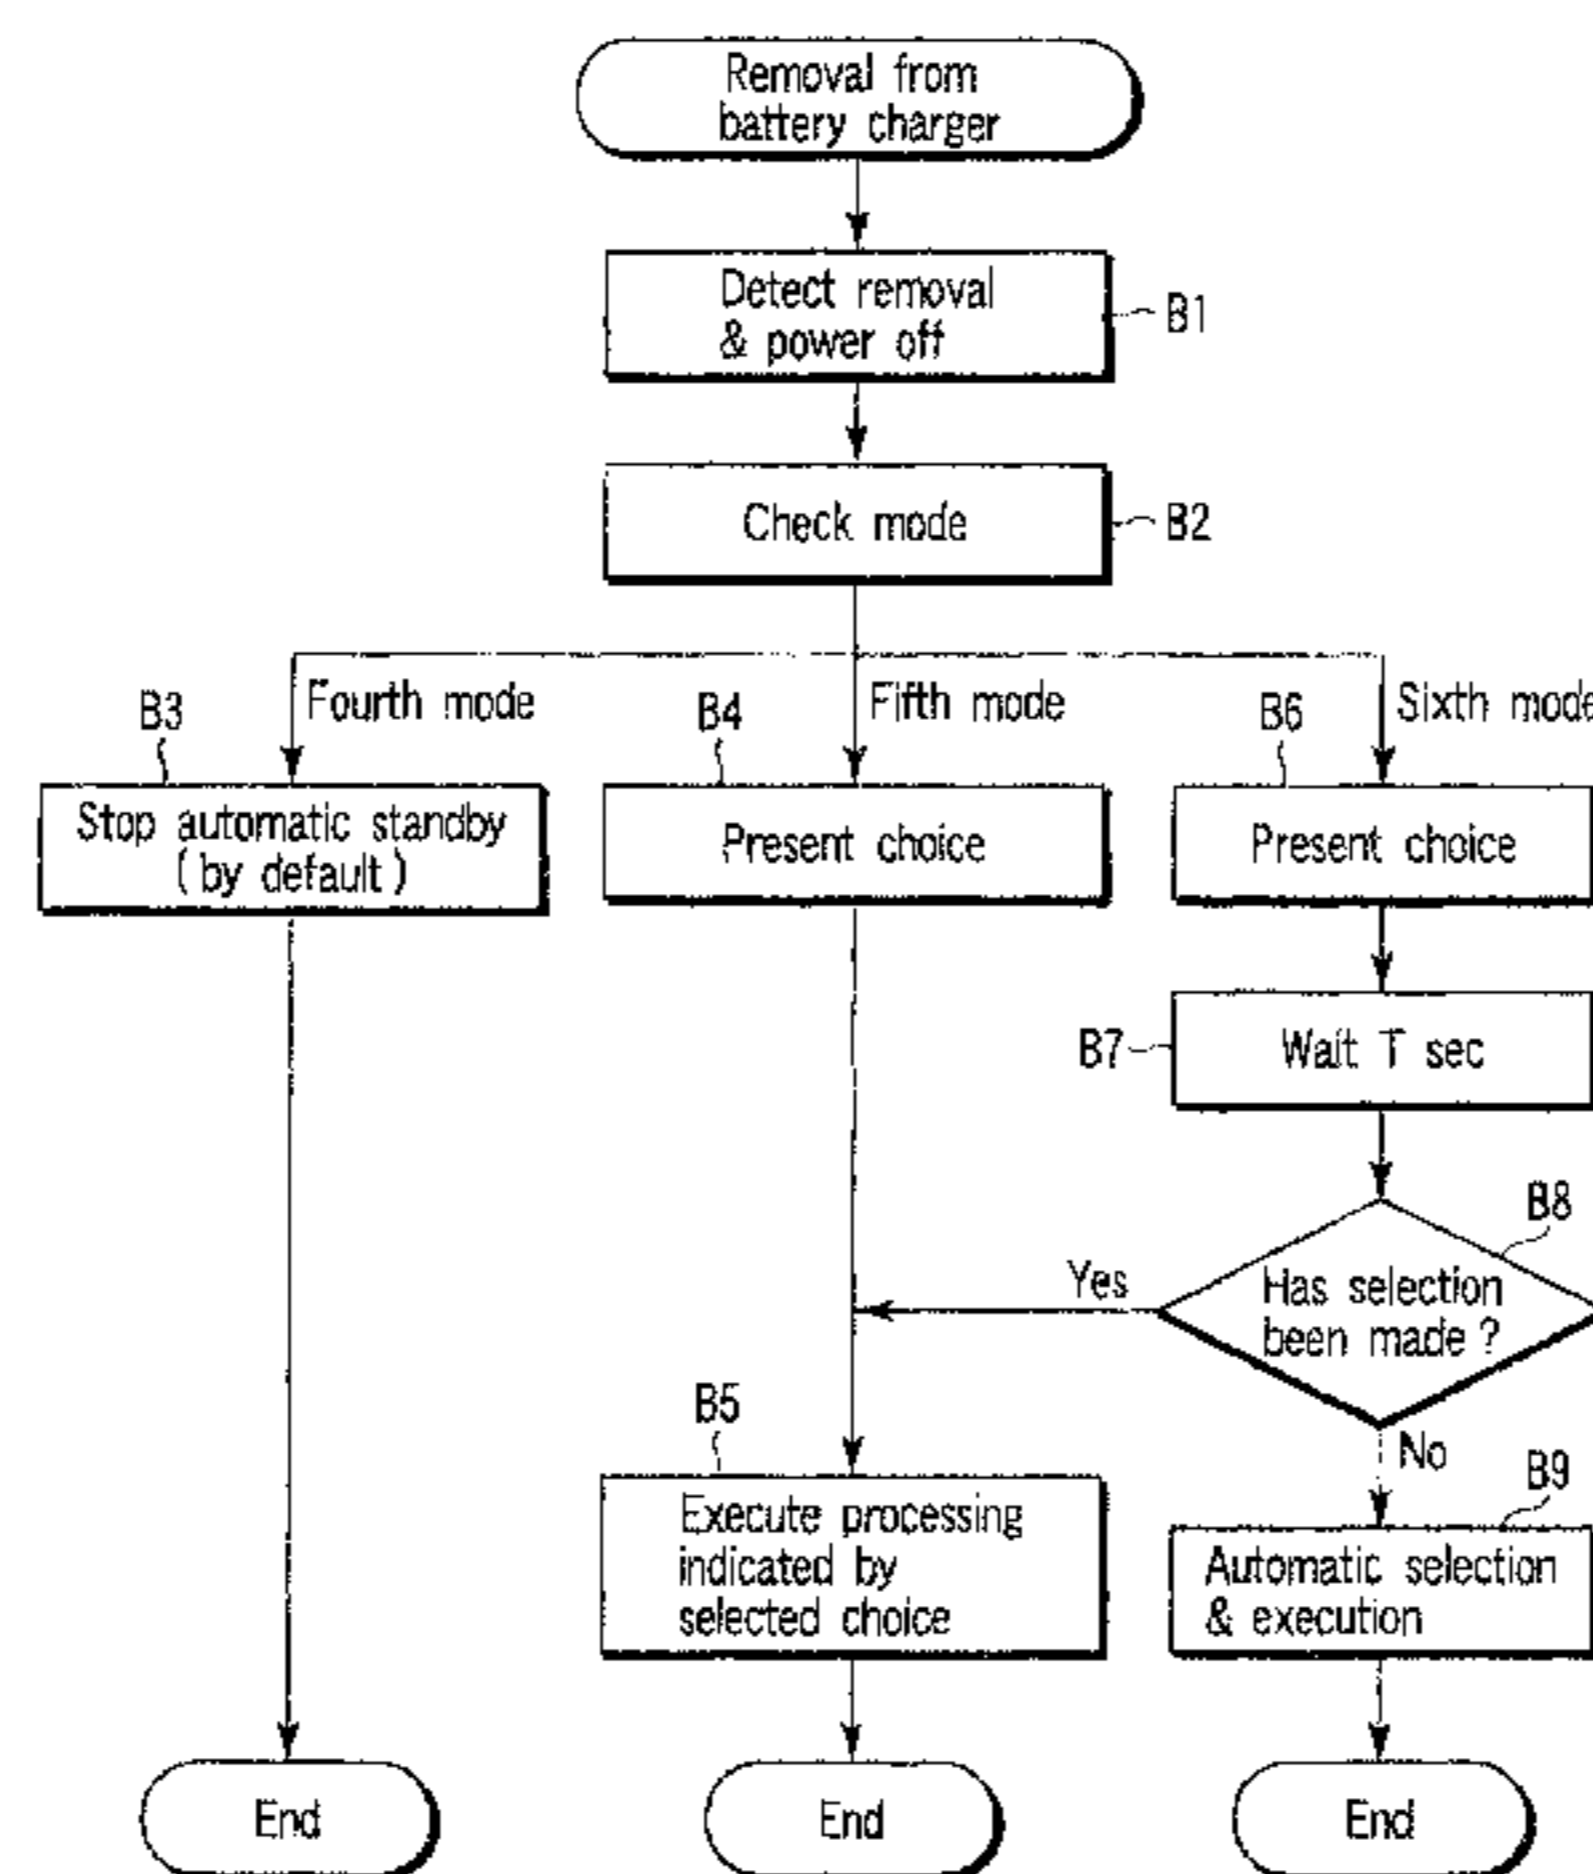 Removal from
battery charger
Detect removal
& power off
B1
Check mode
B2
B3
Fourth mode
B4
Fifth mode
B6
Sixth mode
Stop automatic standby
(by default)
Present choice
Present choice
B7
Wait T sec
B8
Yes
Has selection
been made?
No
B5
B9
Execute processing
indicated by
selected choice
Automatic selection
& execution
End
End
End